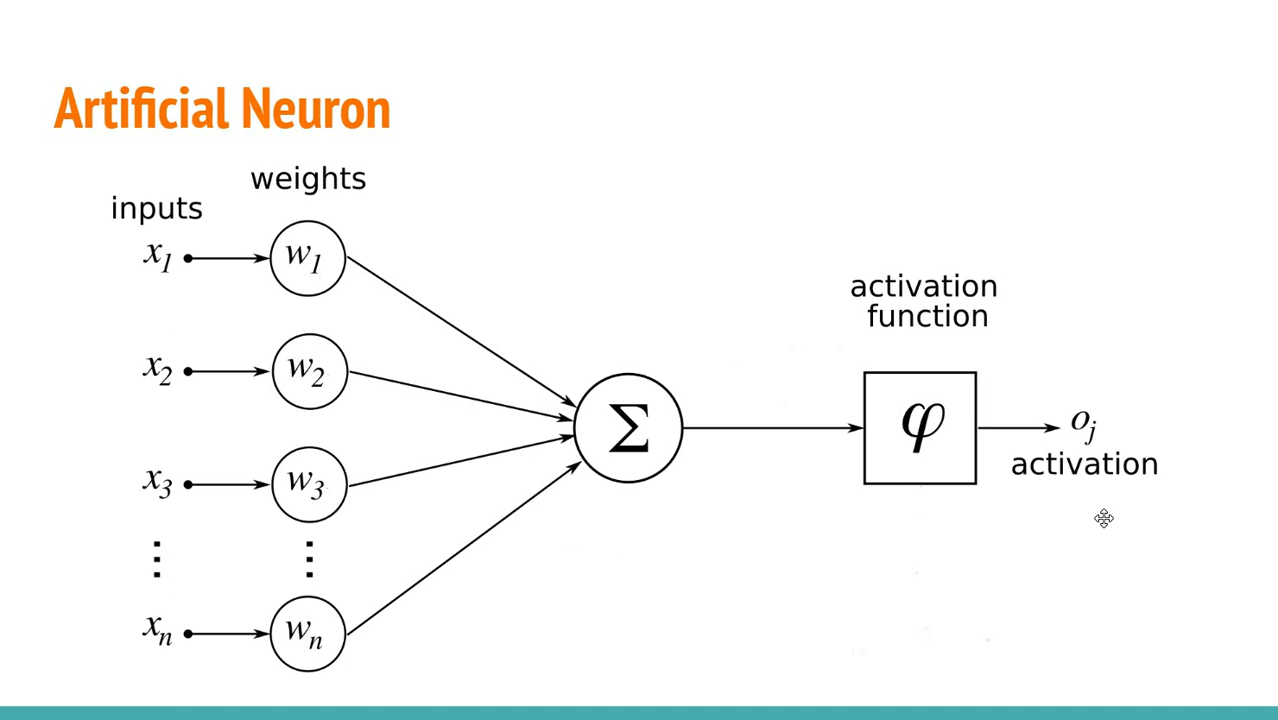 Artificial Neuron
weights
inputs
x1 w1
activation
function
x2 w2
Σ φ oj
activation
x3 w3
⋮ ⋮
xn wn